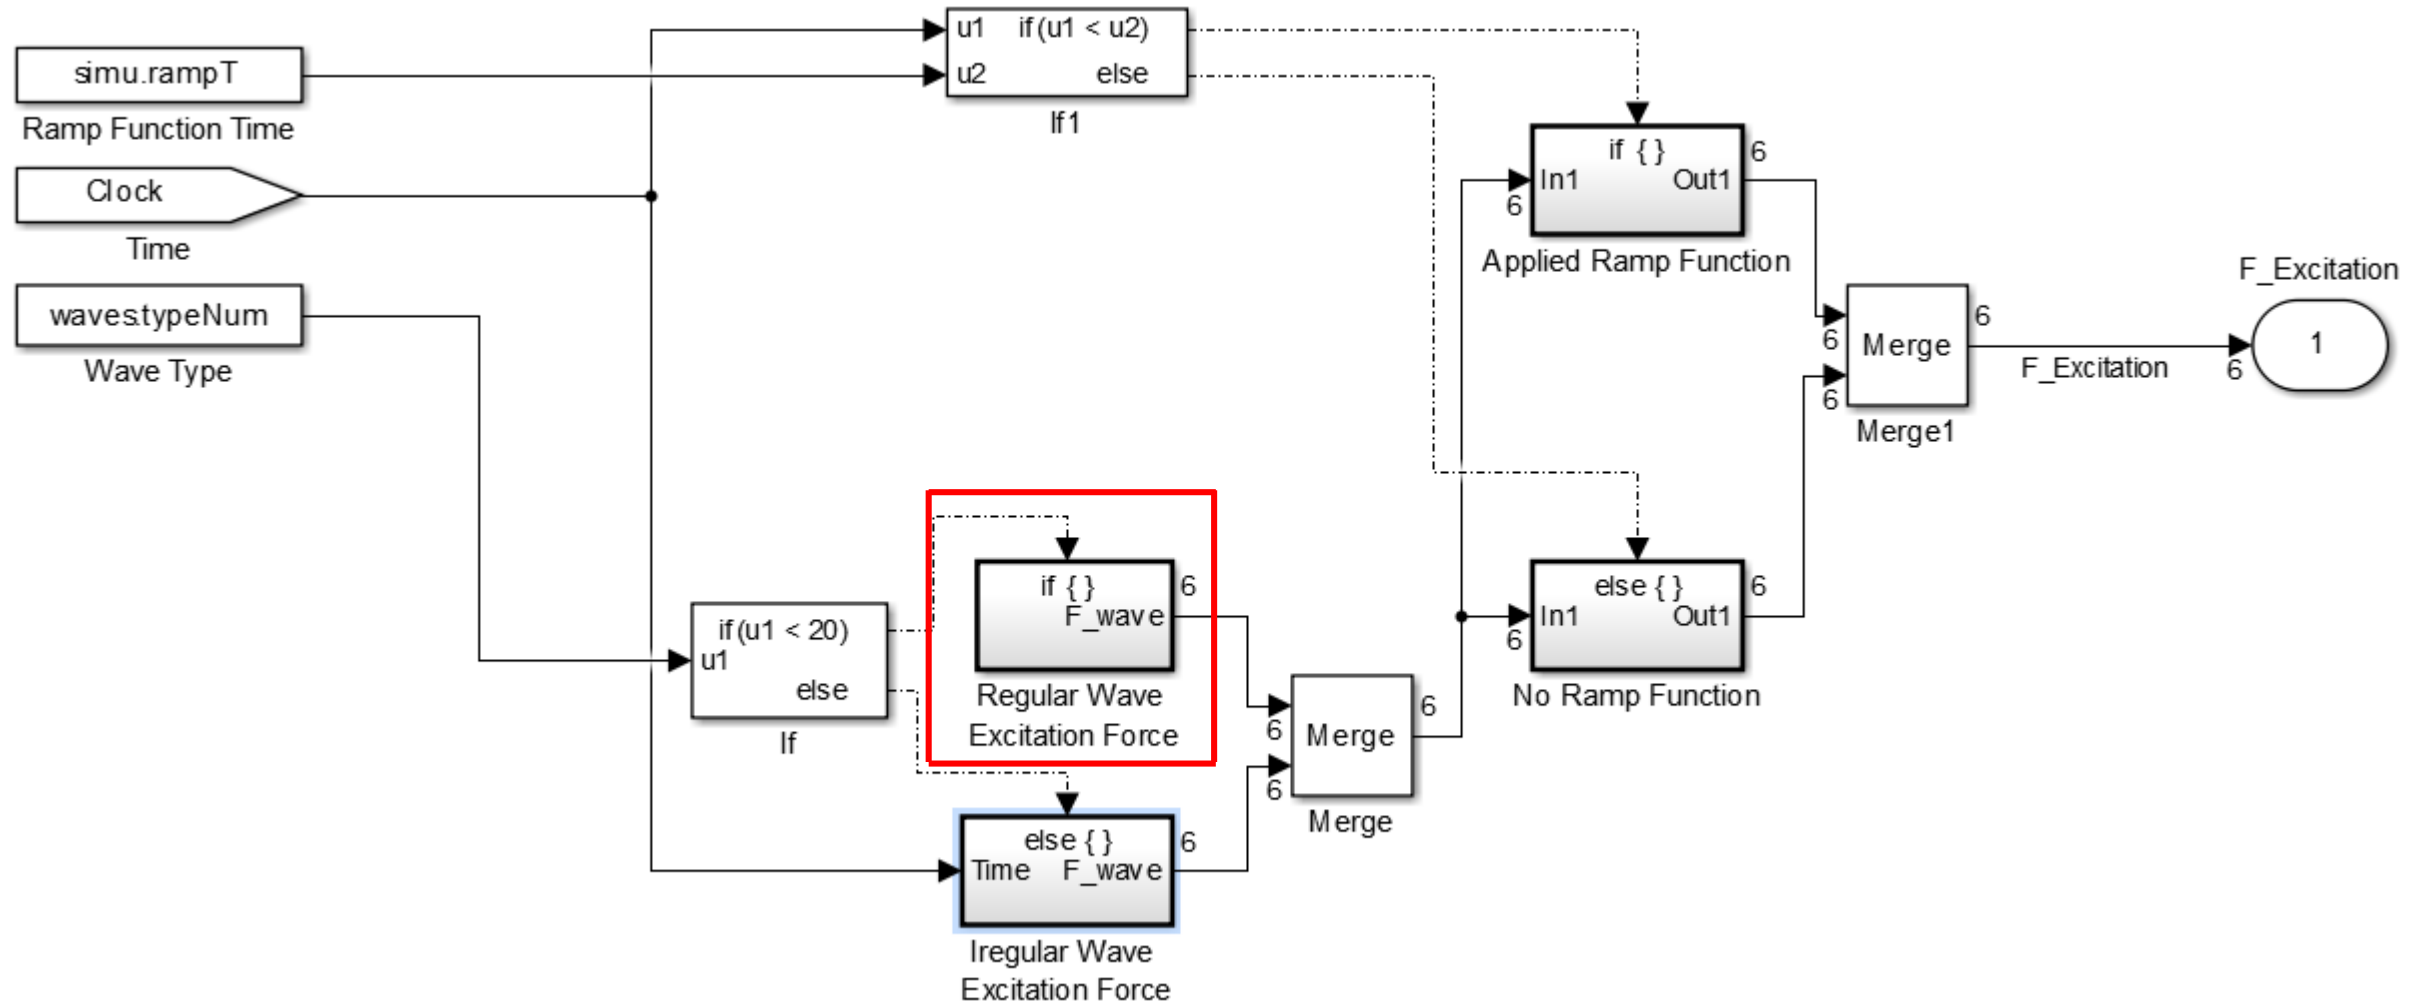 simu.rampT
Ramp Function Time
Clock
Time
waves.typeNum
Wave Type
u1 if(u1 < u2)
u2 else
If1
if { }
In1 Out1
6
6
Applied Ramp Function
if(u1 < 20)
u1
else
If
if { }
F_wave
6
Regular Wave
Excitation Force
else { }
Time F_wave
6
Iregular Wave
Excitation Force
6
6
Merge
6
Merge
else { }
In1 Out1
6
6
No Ramp Function
6
6
Merge
6
Merge1
F_Excitation
6
F_Excitation
1